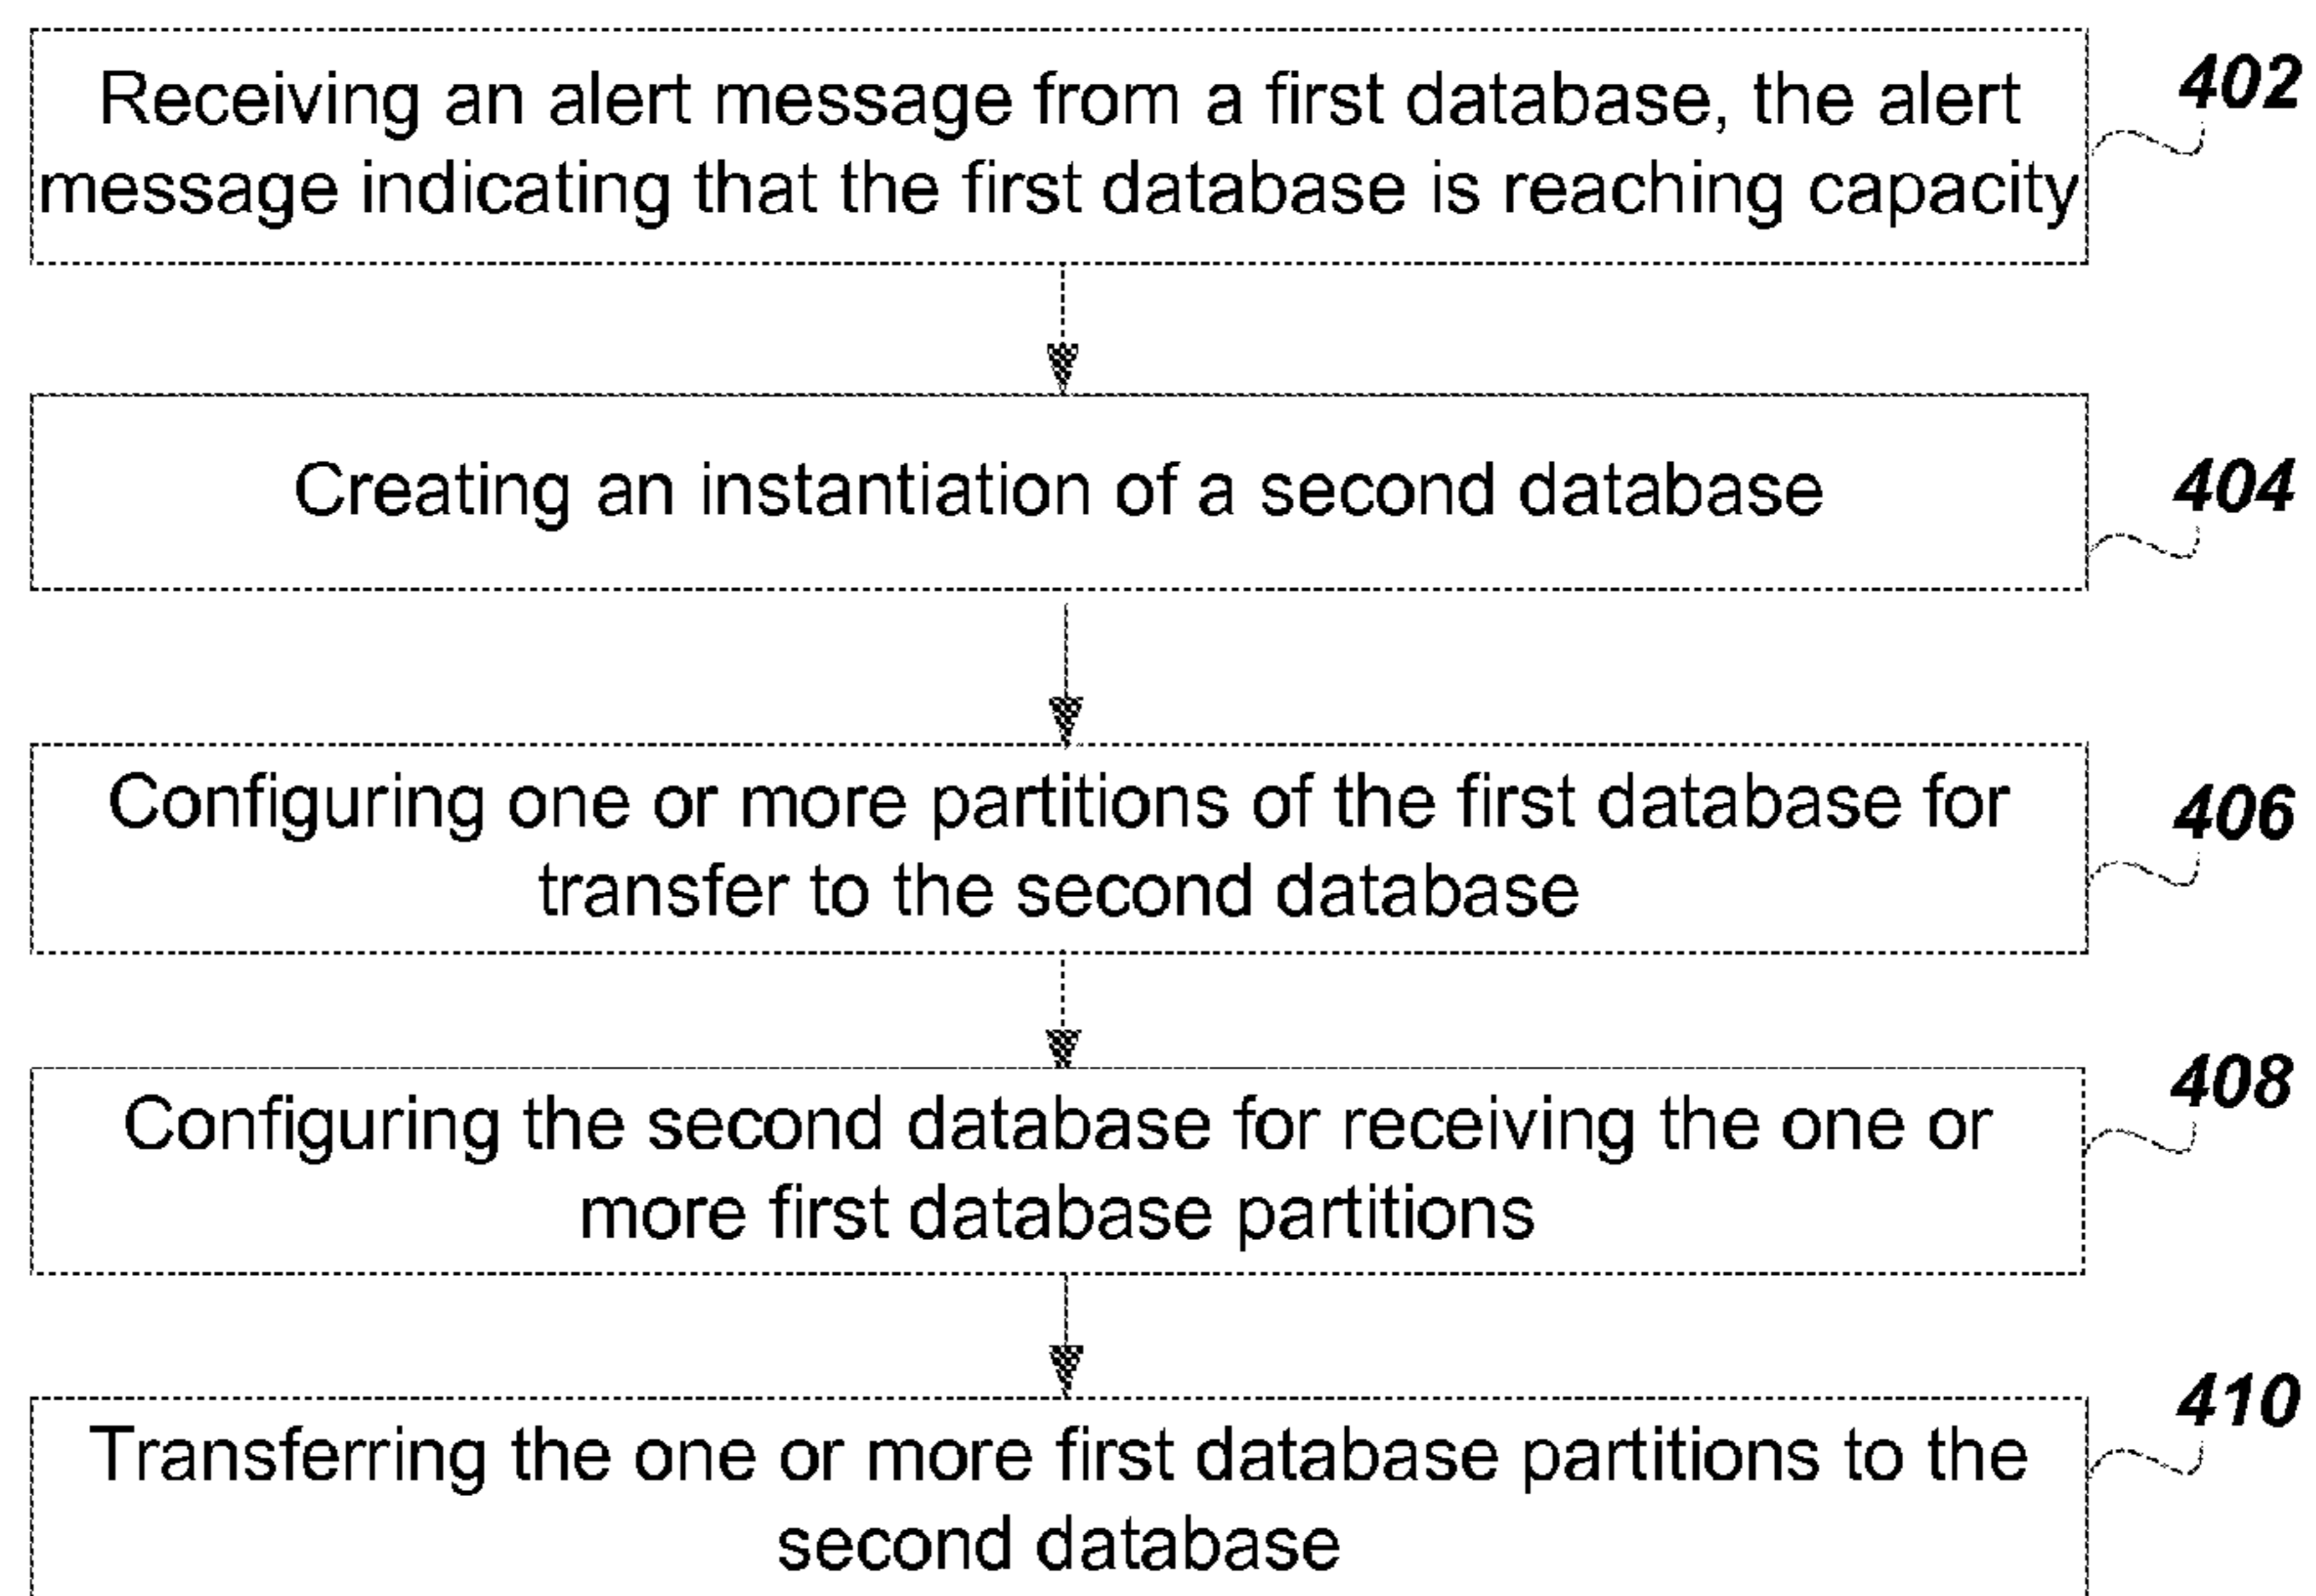 Receiving an alert message from a first database, the alert
message indicating that the first database is reaching capacity
402
Creating an instantiation of a second database
404
Configuring one or more partitions of the first database for
transfer to the second database
406
Configuring the second database for receiving the one or
more first database partitions
408
Transferring the one or more first database partitions to the
second database
410